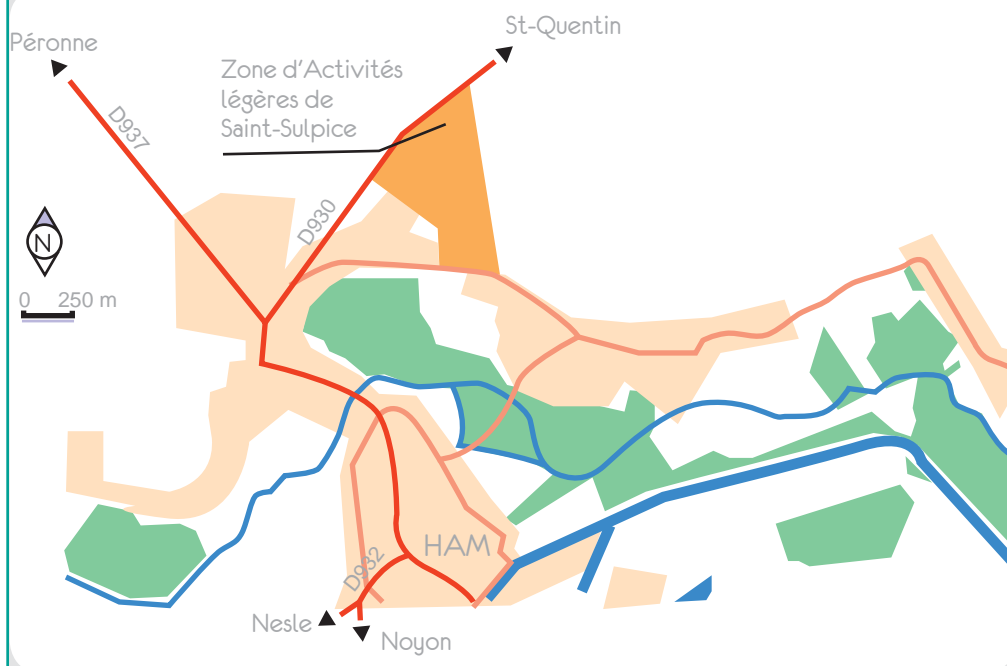 St-Quentin
Péronne
Zone d'Activités
légères de
Saint-Sulpice
D937
D930
N
0 250 m
HAM
D932
Nesle
Noyon